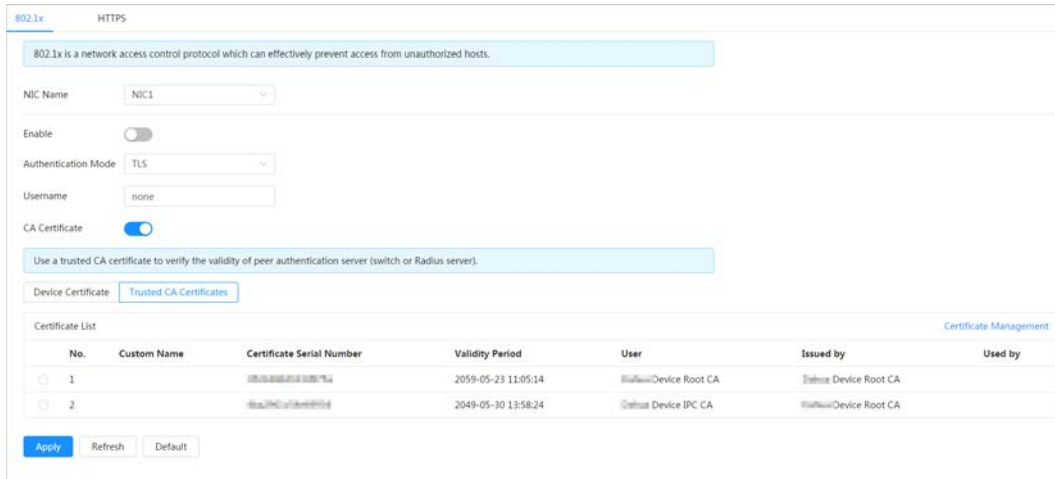 802.1x HTTPS
802.1x is a network access control protocol which can effectively prevent access from unauthorized hosts.
NIC Name NIC1
Enable
Authentication Mode TLS
Username none
CA Certificate
Use a trusted CA certificate to verify the validity of peer authentication server (switch or Radius server).
Device Certificate Trusted CA Certificates
Certificate List Certificate Management
No. Custom Name Certificate Serial Number Validity Period User Issued by Used by
1 2059-05-23 11:05:14 Device Root CA Device Root CA
2 2049-05-30 13:58:24 Device IPC CA Device Root CA
Apply Refresh Default